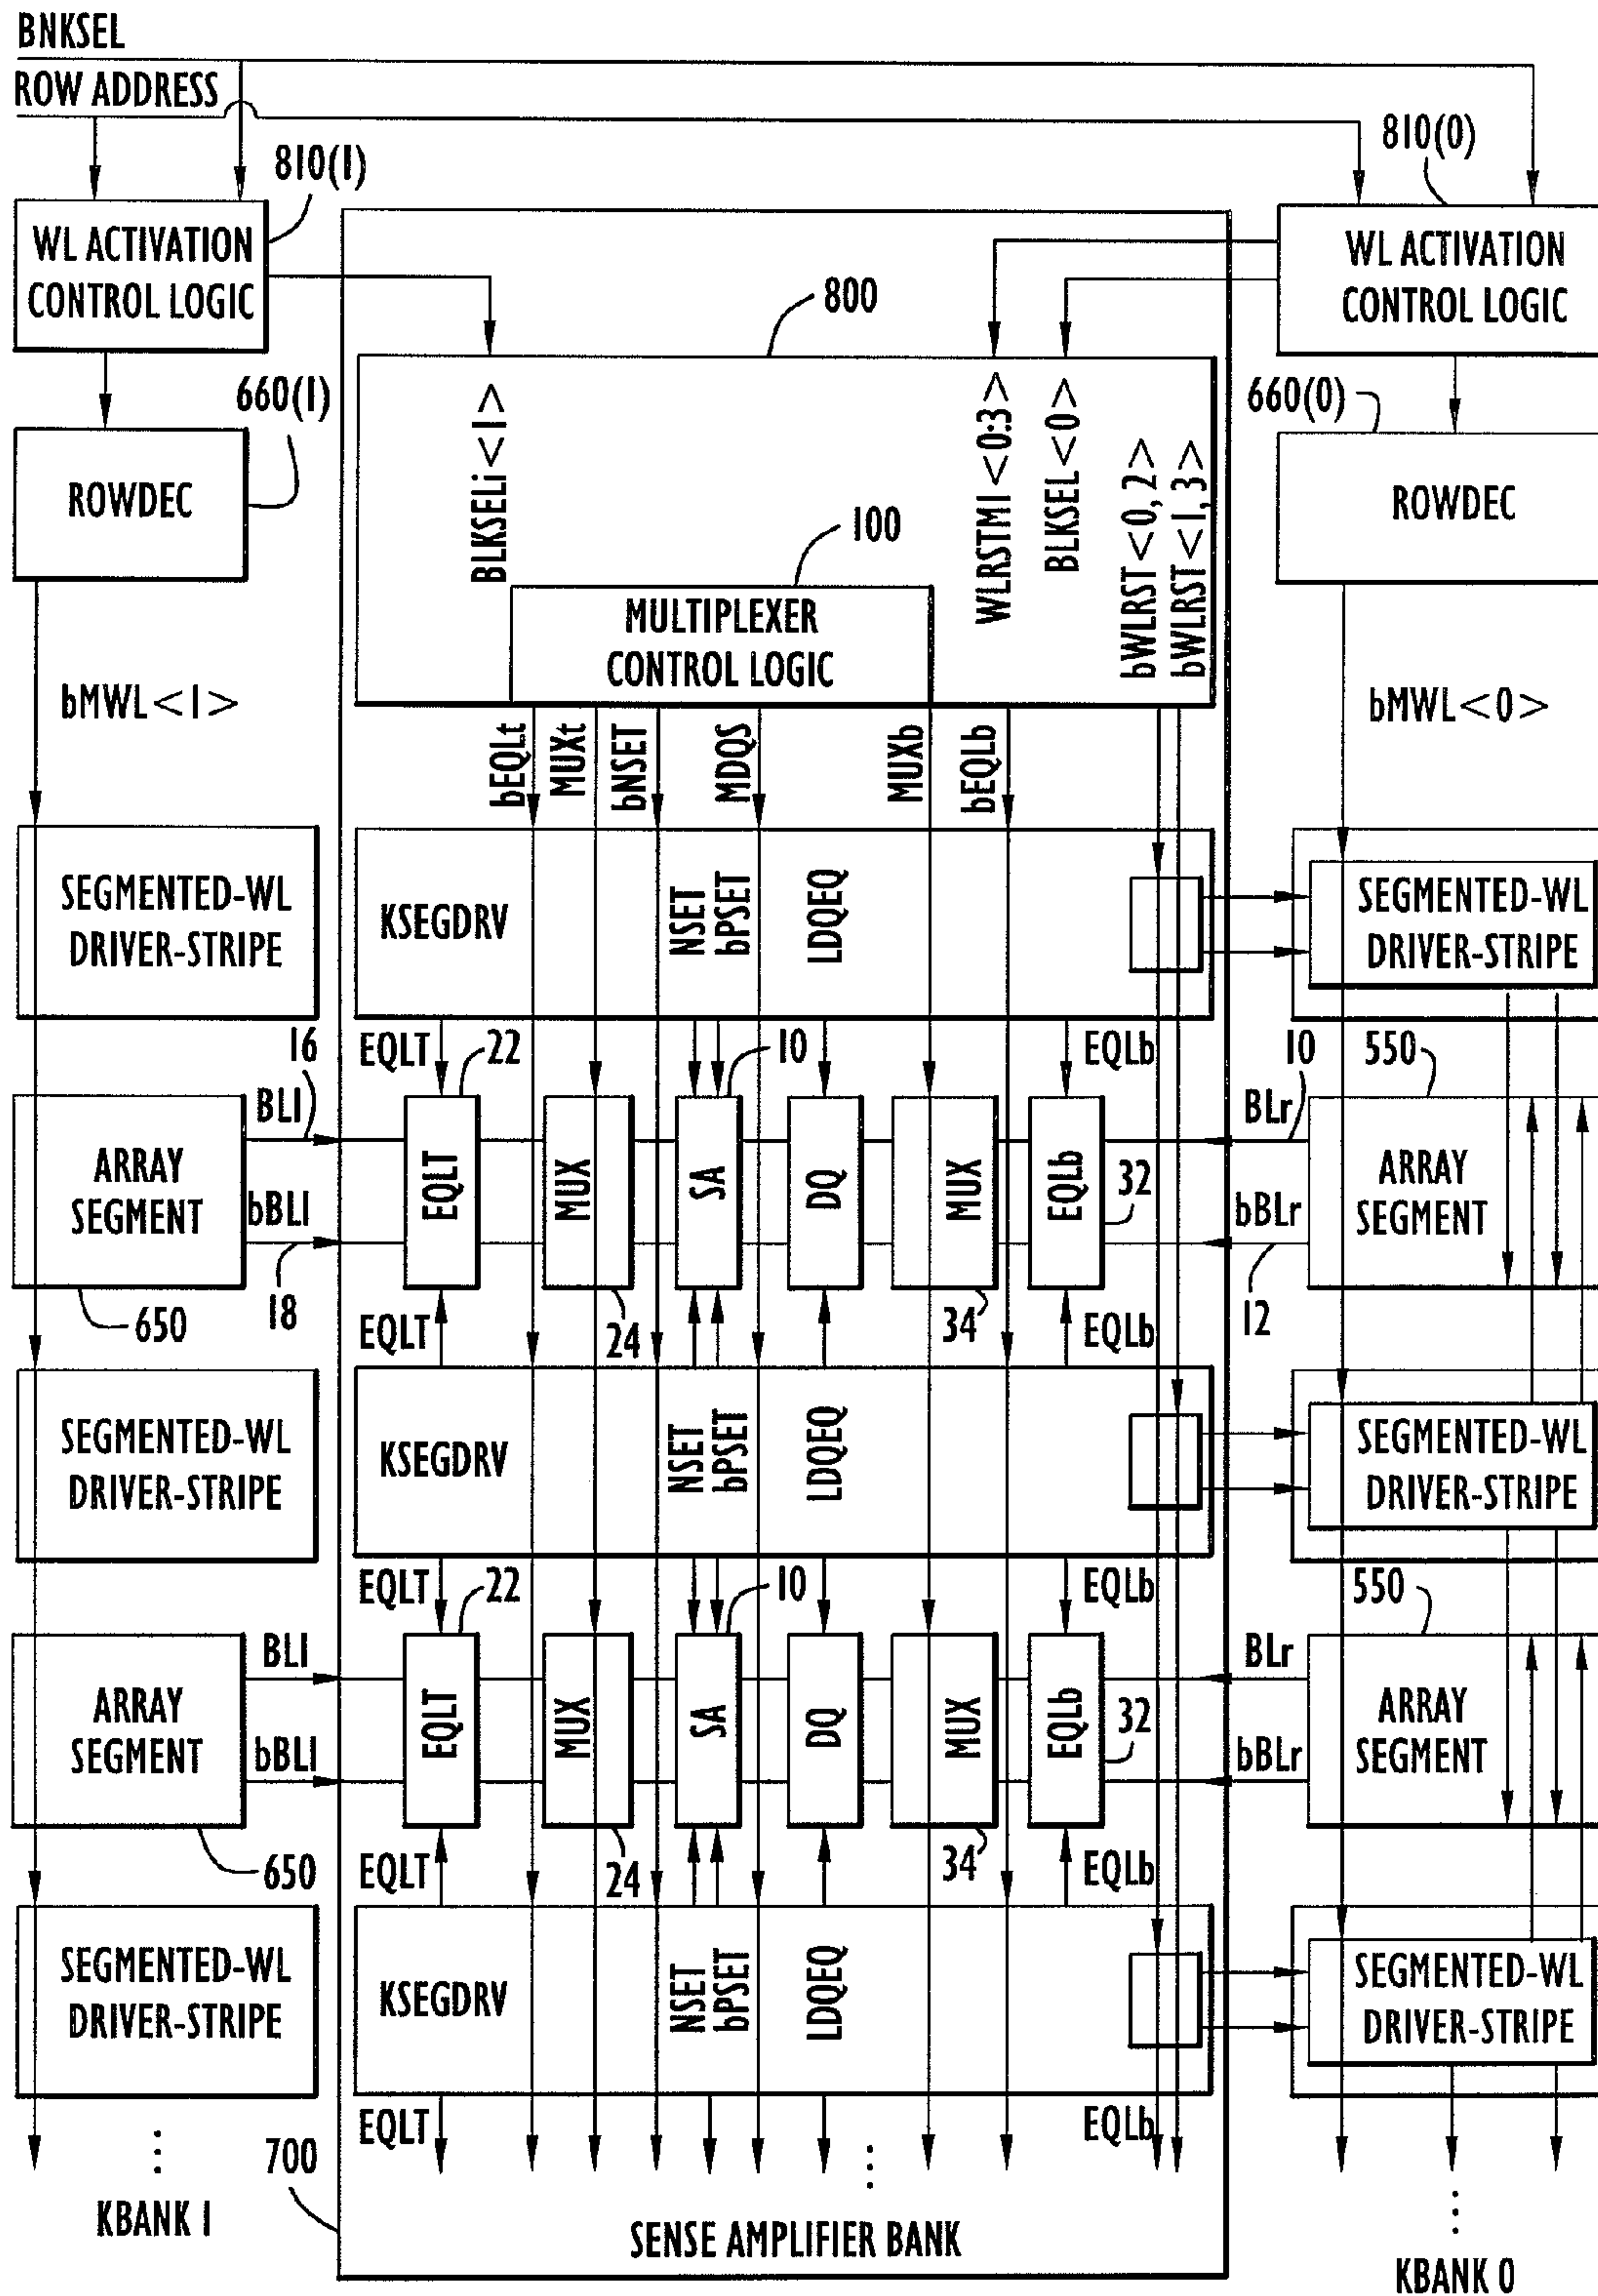 BNKSEL
ROW ADDRESS
810(1)
810(0)
WL ACTIVATION
CONTROL LOGIC
WL ACTIVATION
CONTROL LOGIC
800
660(1)
660(0)
ROWDEC
ROWDEC
BLKSELi<1>
WLRSTMI<0:3>
BLKSEL<0>
bWLRST<0,2>
bWLRST<1,3>
100
MULTIPLEXER
CONTROL LOGIC
bMWL<1>
bMWL<0>
bEQLt
MUXt
bNSET
MDQS
MUXb
bEQLb
SEGMENTED-WL
DRIVER-STRIPE
KSEGDRV
NSET
bPSET
LDQEQ
SEGMENTED-WL
DRIVER-STRIPE
16
EQLT
22
10
EQLb
10
550
BLl
BLr
ARRAY
SEGMENT
EQLT
MUX
SA
DQ
MUX
EQLb
32
ARRAY
SEGMENT
bBLl
bBLr
650
18
EQLT
24
34
EQLb
12
SEGMENTED-WL
DRIVER-STRIPE
KSEGDRV
NSET
bPSET
LDQEQ
SEGMENTED-WL
DRIVER-STRIPE
EQLT
22
10
EQLb
550
BLl
BLr
ARRAY
SEGMENT
EQLT
MUX
SA
DQ
MUX
EQLb
32
ARRAY
SEGMENT
bBLl
bBLr
650
EQLT
24
34
EQLb
SEGMENTED-WL
DRIVER-STRIPE
KSEGDRV
NSET
bPSET
LDQEQ
SEGMENTED-WL
DRIVER-STRIPE
EQLT
EQLb
700
KBANK 1
SENSE AMPLIFIER BANK
KBANK 0